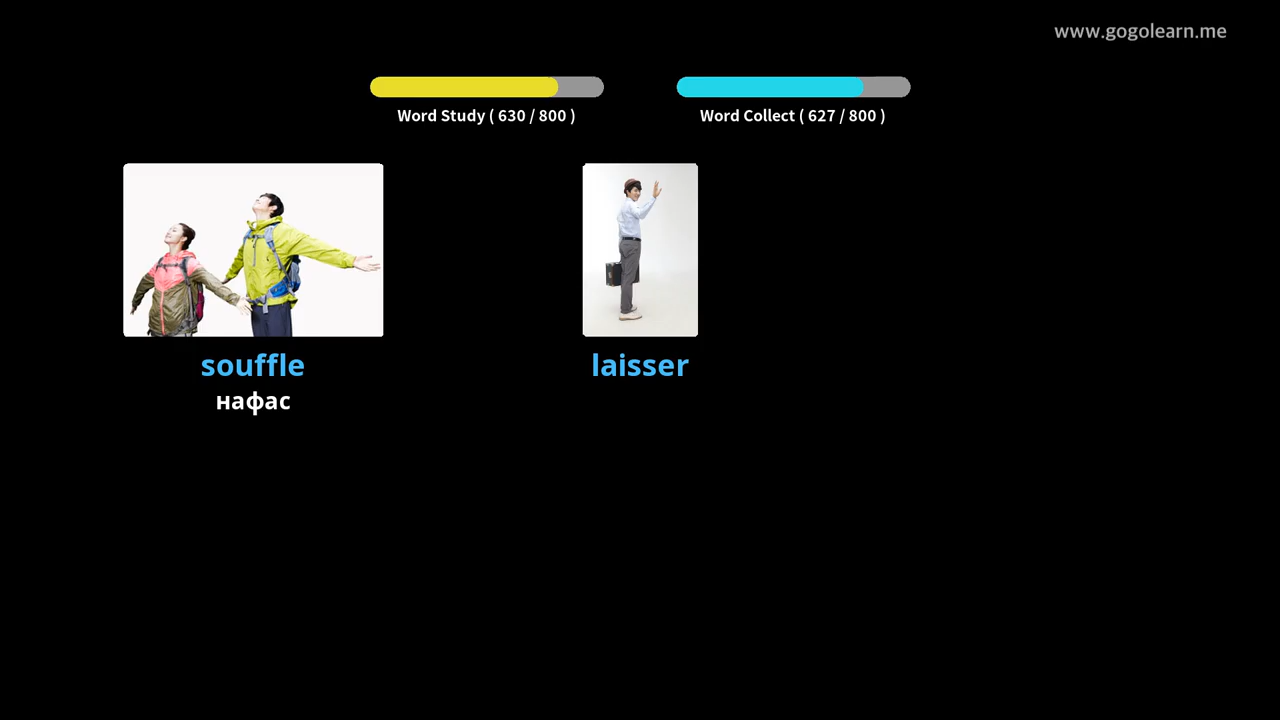 www.gogolearn.me
Word Study ( 630 / 800 )
Word Collect ( 627 / 800 )
souffle
нафас
laisser